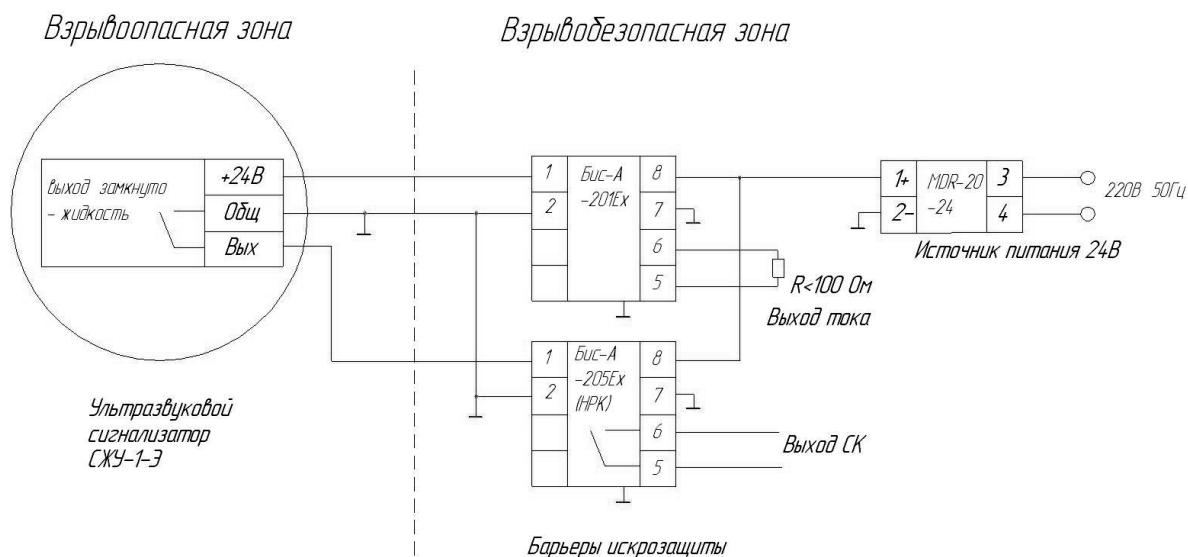 Взрывоопасная зона
Взрывобезопасная зона
выход замкнуто
- жидкость
+24В
Общ
Вых
Ультразвуковой
сигнализатор
СЖУ-1-Э
1
2
Бис-А
-201Ex
8
7
6
5
1
2
Бис-А
-205Ex
(НРК)
8
7
6
5
R<100 Ом
Выход тока
Выход СК
1+
2-
MDR-20
-24
3
4
220В 50Гц
Источник питания 24В
Барьеры искрозащиты